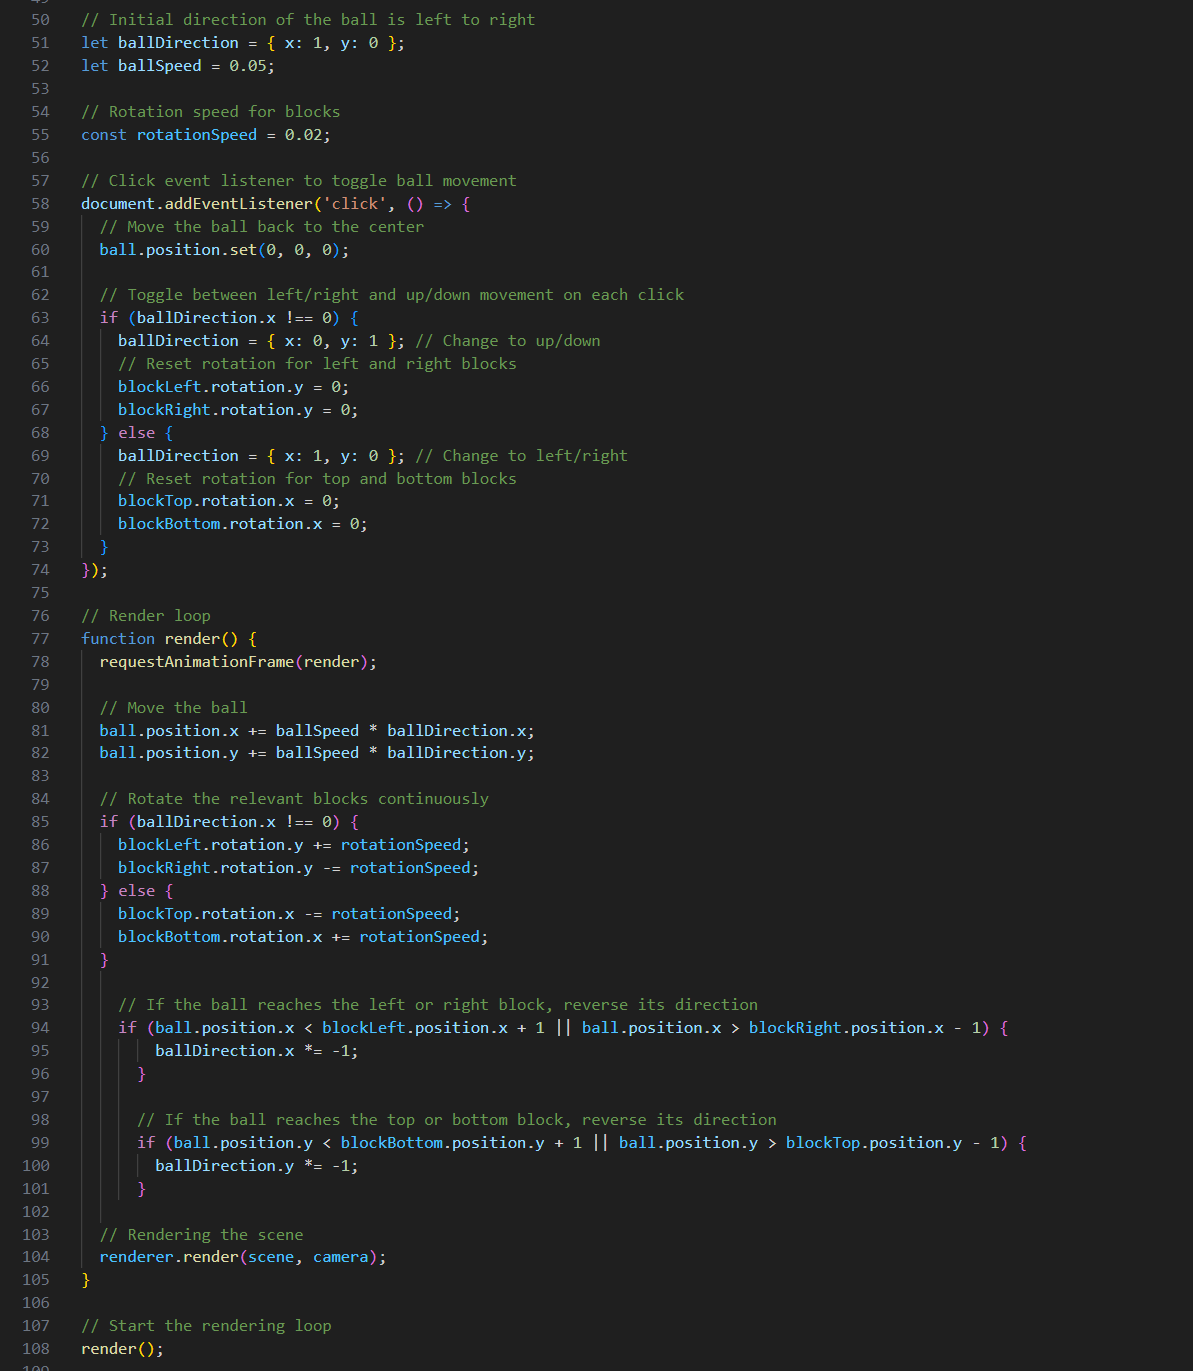 50 // Initial direction of the ball is left to right
51 let ballDirection = { x: 1, y: 0 };
52 let ballSpeed = 0.05;
53
54 // Rotation speed for blocks
55 const rotationSpeed = 0.02;
56
57 // Click event listener to toggle ball movement
58 document.addEventListener('click', () => {
59   // Move the ball back to the center
60   ball.position.set(0, 0, 0);
61
62   // Toggle between left/right and up/down movement on each click
63   if (ballDirection.x !== 0) {
64     ballDirection = { x: 0, y: 1 }; // Change to up/down
65     // Reset rotation for left and right blocks
66     blockLeft.rotation.y = 0;
67     blockRight.rotation.y = 0;
68   } else {
69     ballDirection = { x: 1, y: 0 }; // Change to left/right
70     // Reset rotation for top and bottom blocks
71     blockTop.rotation.x = 0;
72     blockBottom.rotation.x = 0;
73   }
74 });
75
76 // Render loop
77 function render() {
78   requestAnimationFrame(render);
79
80   // Move the ball
81   ball.position.x += ballSpeed * ballDirection.x;
82   ball.position.y += ballSpeed * ballDirection.y;
83
84   // Rotate the relevant blocks continuously
85   if (ballDirection.x !== 0) {
86     blockLeft.rotation.y += rotationSpeed;
87     blockRight.rotation.y -= rotationSpeed;
88   } else {
89     blockTop.rotation.x -= rotationSpeed;
90     blockBottom.rotation.x += rotationSpeed;
91   }
92
93     // If the ball reaches the left or right block, reverse its direction
94     if (ball.position.x < blockLeft.position.x + 1 || ball.position.x > blockRight.position.x - 1) {
95         ballDirection.x *= -1;
96       }
97
98       // If the ball reaches the top or bottom block, reverse its direction
99       if (ball.position.y < blockBottom.position.y + 1 || ball.position.y > blockTop.position.y - 1) {
100         ballDirection.y *= -1;
101       }
102
103   // Rendering the scene
104   renderer.render(scene, camera);
105 }
106
107 // Start the rendering loop
108 render();